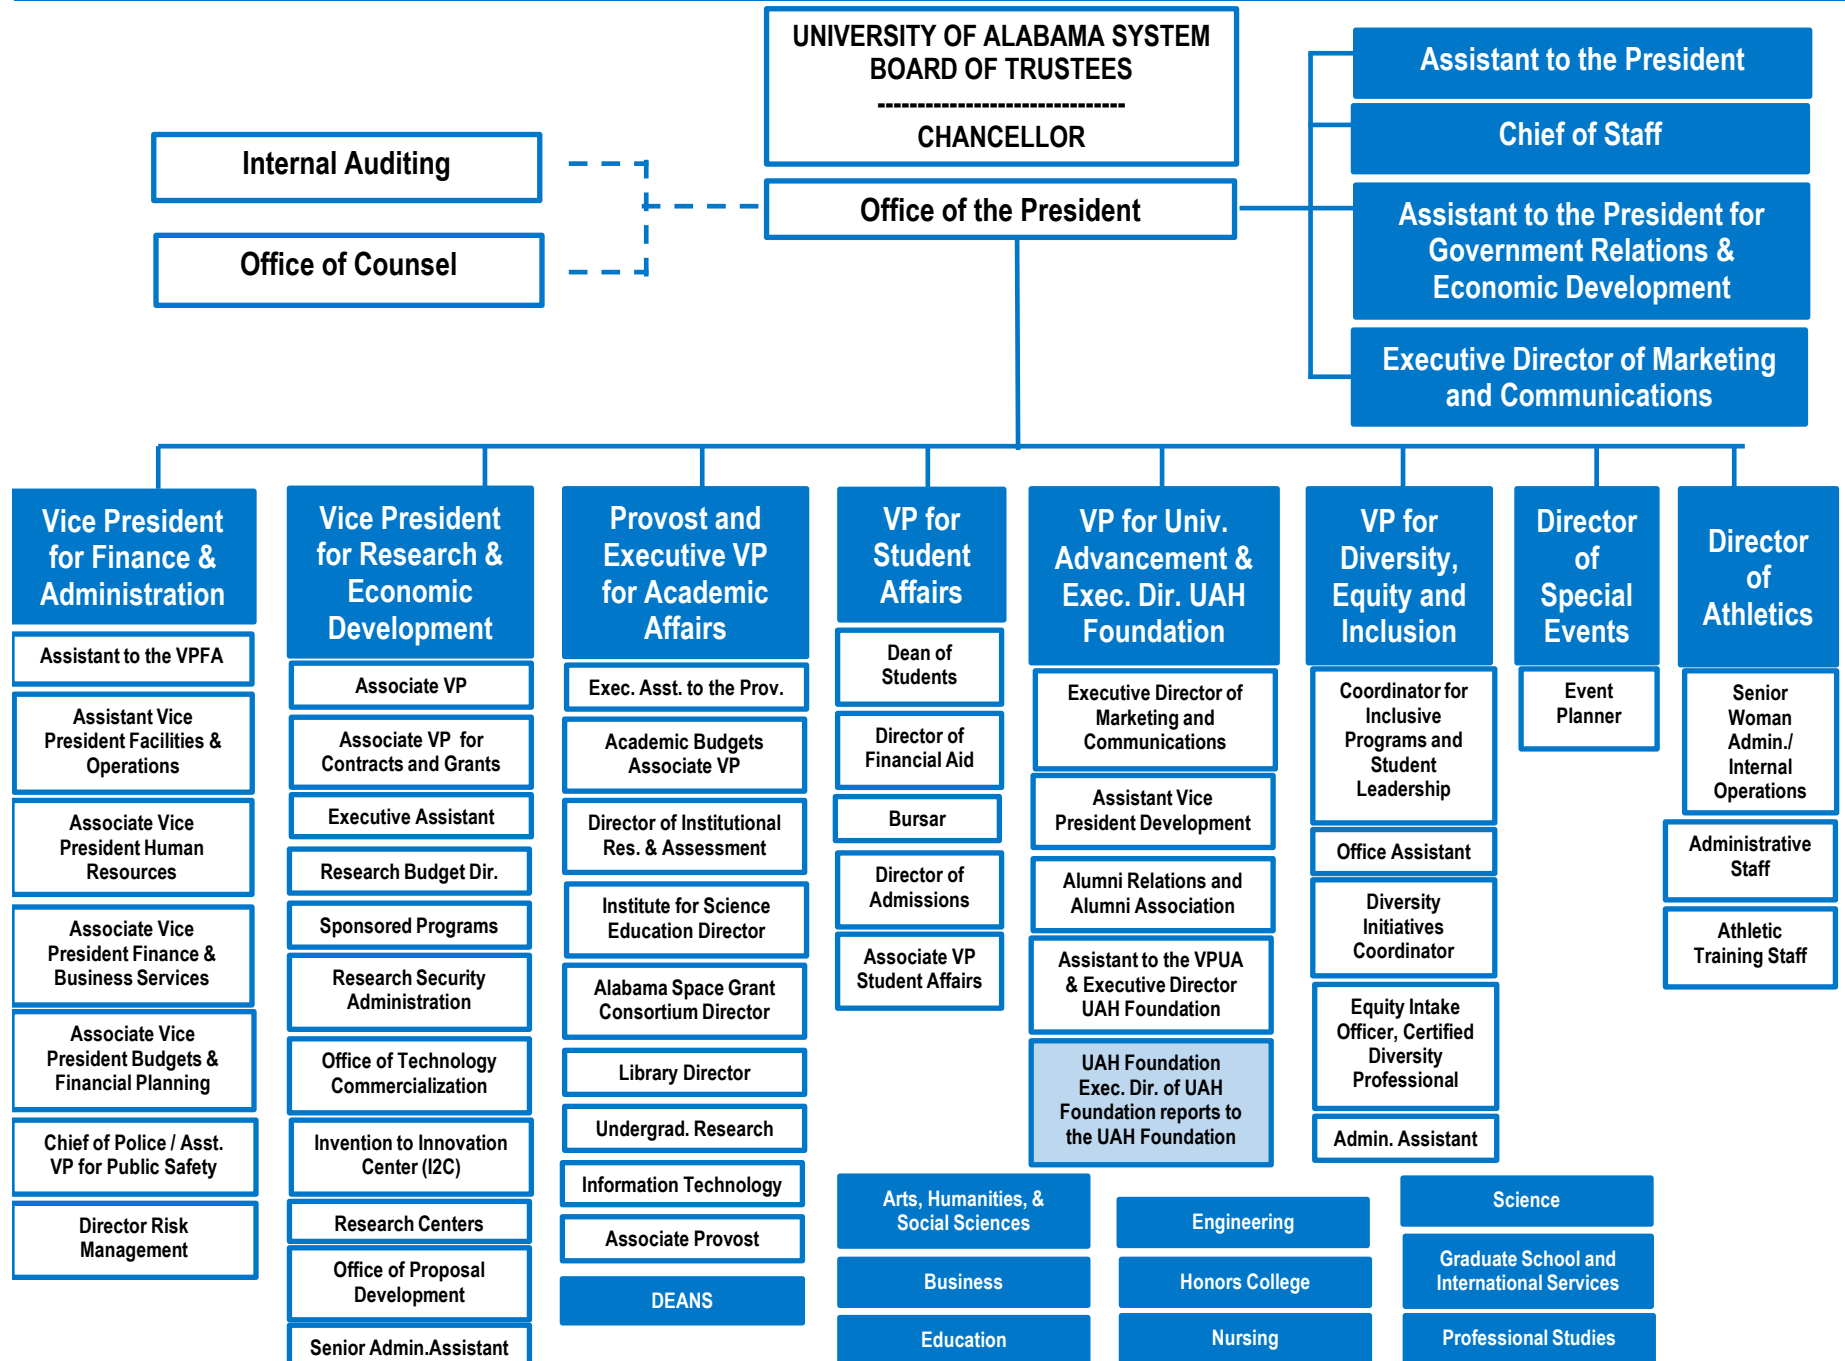 UNIVERSITY OF ALABAMA SYSTEM
BOARD OF TRUSTEES
-------------------------------
CHANCELLOR
Internal Auditing
Office of Counsel
Office of the President
Assistant to the President
Chief of Staff
Assistant to the President for
Government Relations &
Economic Development
Executive Director of Marketing
and Communications
Vice President
for Finance &
Administration
Assistant to the VPFA
Assistant Vice
President Facilities &
Operations
Associate Vice
President Human
Resources
Associate Vice
President Finance &
Business Services
Associate Vice
President Budgets &
Financial Planning
Chief of Police / Asst.
VP for Public Safety
Director Risk
Management
Vice President
for Research &
Economic
Development
Associate VP
Associate VP for
Contracts and Grants
Executive Assistant
Research Budget Dir.
Sponsored Programs
Research Security
Administration
Office of Technology
Commercialization
Invention to Innovation
Center (I2C)
Research Centers
Office of Proposal
Development
Senior Admin.Assistant
Provost and
Executive VP
for Academic
Affairs
Exec. Asst. to the Prov.
Academic Budgets
Associate VP
Director of Institutional
Res. & Assessment
Institute for Science
Education Director
Alabama Space Grant
Consortium Director
Library Director
Undergrad. Research
Information Technology
Associate Provost
DEANS
VP for
Student
Affairs
Dean of
Students
Director of
Financial Aid
Bursar
Director of
Admissions
Associate VP
Student Affairs
VP for Univ.
Advancement &
Exec. Dir. UAH
Foundation
Executive Director of
Marketing and
Communications
Assistant Vice
President Development
Alumni Relations and
Alumni Association
Assistant to the VPUA
& Executive Director
UAH Foundation
UAH Foundation
Exec. Dir. of UAH
Foundation reports to
the UAH Foundation
VP for
Diversity,
Equity and
Inclusion
Coordinator for
Inclusive
Programs and
Student
Leadership
Office Assistant
Diversity
Initiatives
Coordinator
Equity Intake
Officer, Certified
Diversity
Professional
Admin. Assistant
Director
of
Special
Events
Event
Planner
Director
of
Athletics
Senior
Woman
Admin./
Internal
Operations
Administrative
Staff
Athletic
Training Staff
Arts, Humanities, &
Social Sciences
Business
Education
Engineering
Honors College
Nursing
Science
Graduate School and
International Services
Professional Studies